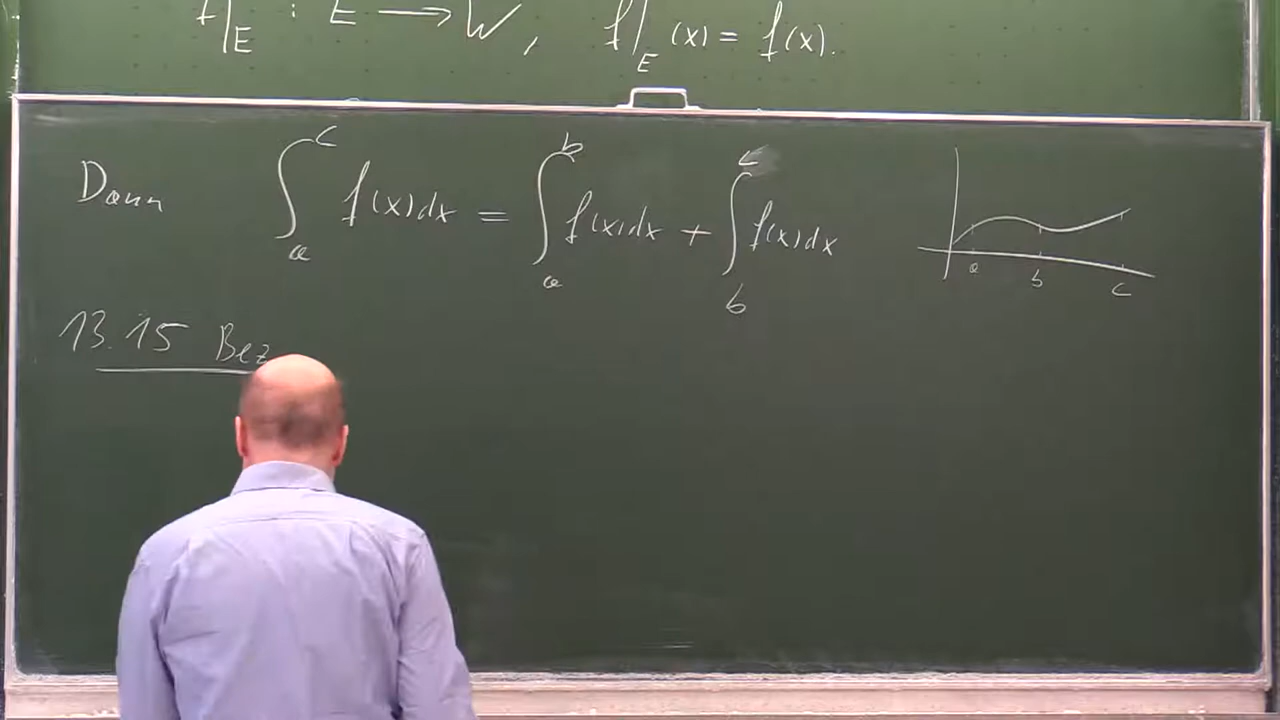 f|_E : E → W, f|_E (x) = f(x).
Dann ∫_a^c f(x)dx = ∫_a^b f(x)dx + ∫_b^c f(x)dx
a b c
13.15 Bez